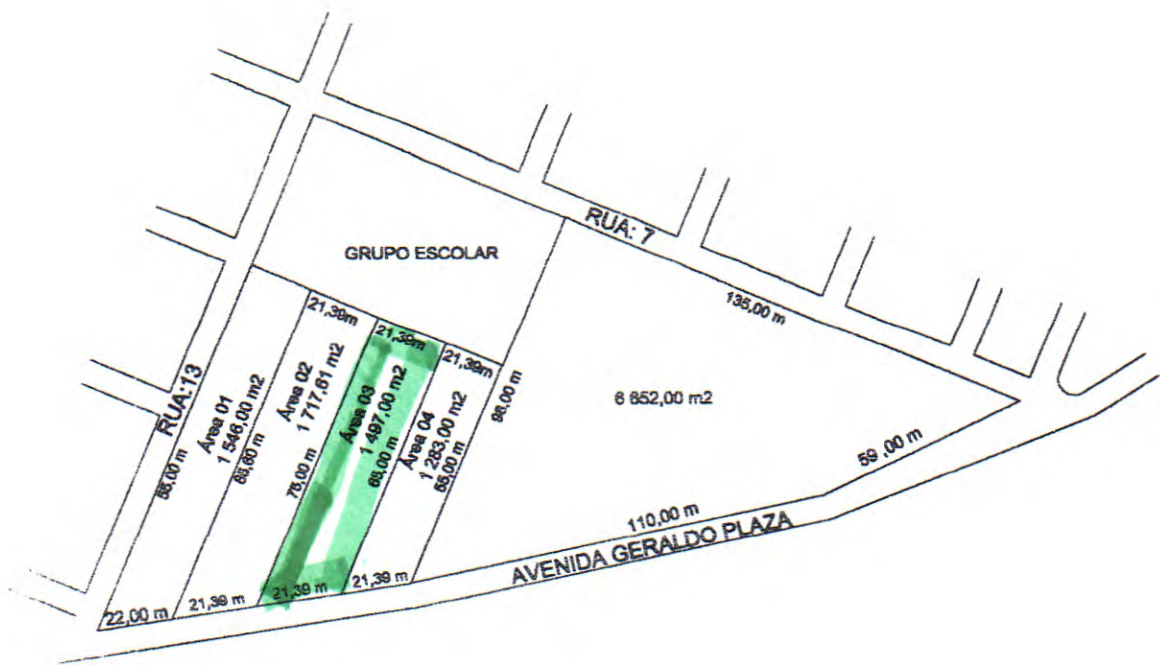 RUA: 7
GRUPO ESCOLAR
135,00 m
21,39m
21,39m
21,39m
RUA:13
Área 01
1 546,00 m2
Área 02
1 717,61 m2
Área 03
1 497,00 m2
Área 04
1 283,00 m2
6 652,00 m2
75,00 m
65,00 m
55,00 m
59 ,00 m
110,00 m
AVENIDA GERALDO PLAZA
22,00 m
21,39 m
21,39 m
21,39 m